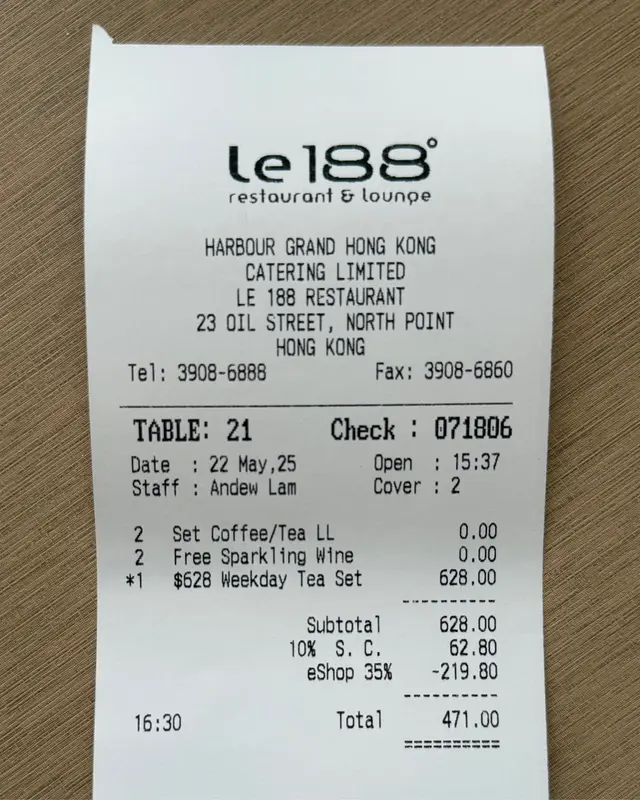 Le 188°
restaurant & lounge
HARBOUR GRAND HONG KONG
CATERING LIMITED
LE 188 RESTAURANT
23 OIL STREET, NORTH POINT
HONG KONG
Tel: 3908-6888 Fax: 3908-6860
TABLE: 21 Check : 071806
Date : 22 May,25 Open : 15:37
Staff : Andew Lam Cover : 2
2 Set Coffee/Tea LL 0.00
2 Free Sparkling Wine 0.00
*1 $628 Weekday Tea Set 628.00
----------
Subtotal 628.00
10% S. C. 62.80
eShop 35% -219.80
----------
16:30 Total 471.00
==========